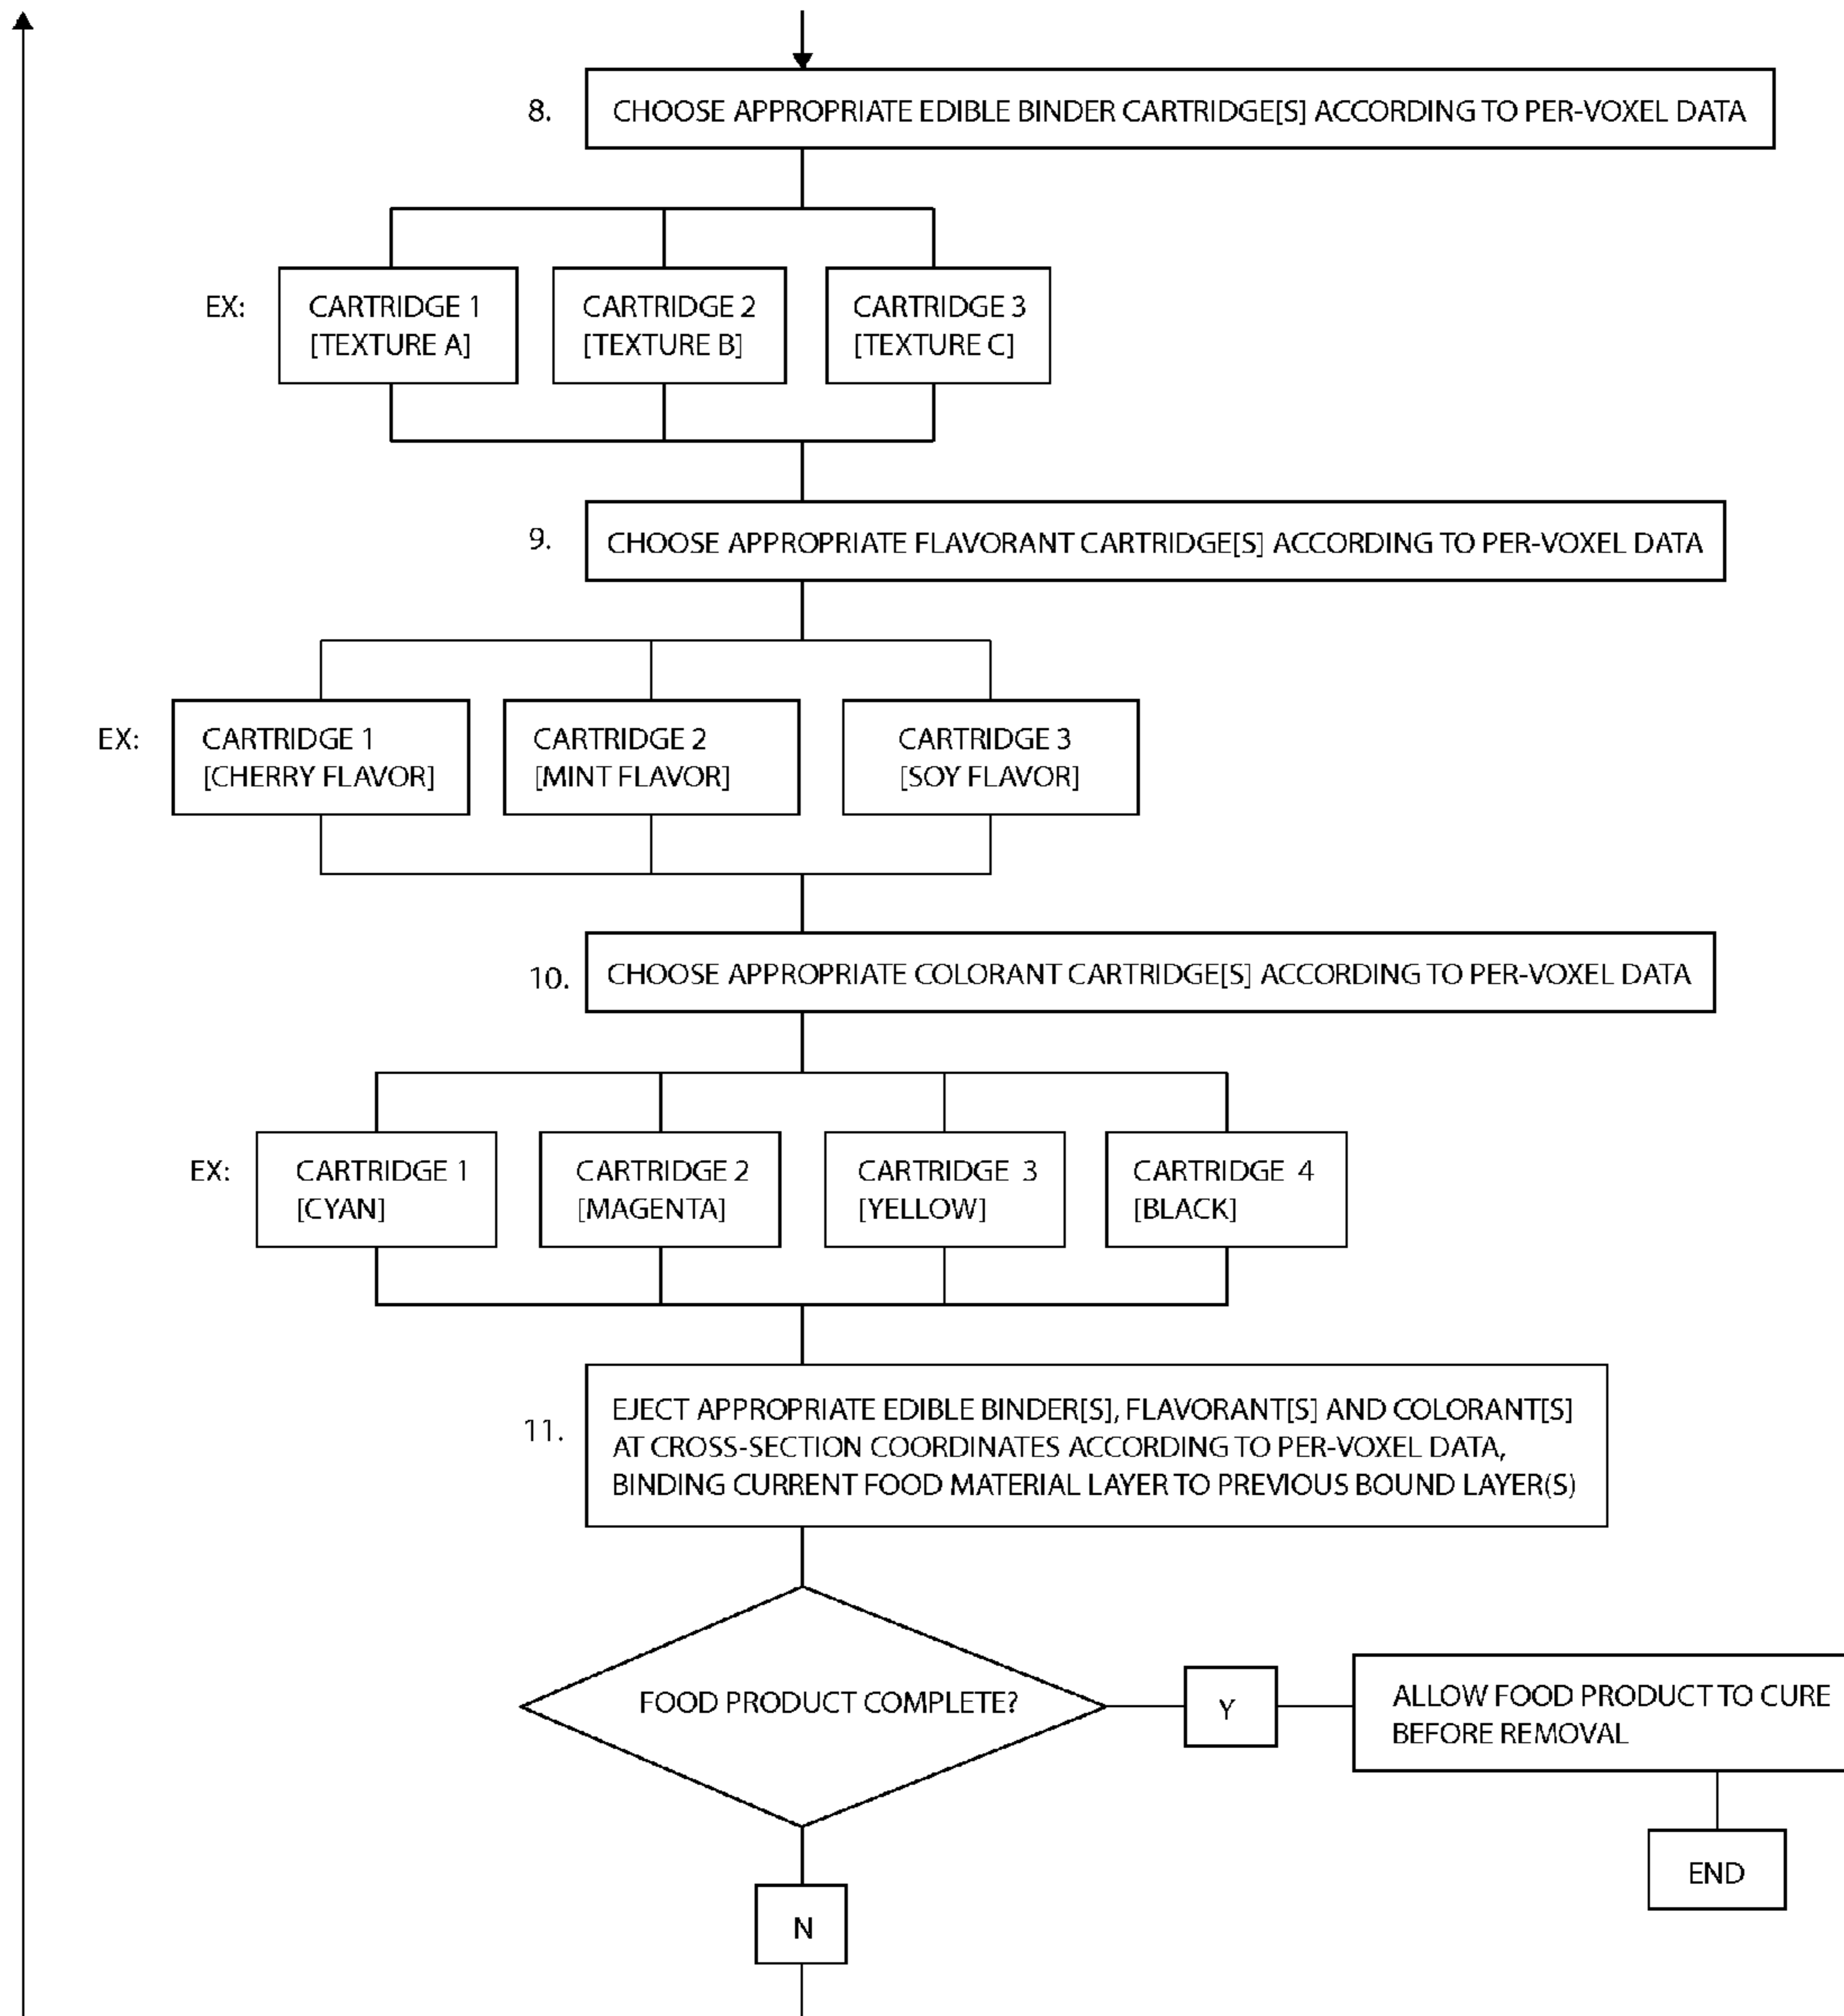 8. CHOOSE APPROPRIATE EDIBLE BINDER CARTRIDGE[S] ACCORDING TO PER-VOXEL DATA
EX:
CARTRIDGE 1
[TEXTURE A]
CARTRIDGE 2
[TEXTURE B]
CARTRIDGE 3
[TEXTURE C]
9. CHOOSE APPROPRIATE FLAVORANT CARTRIDGE[S] ACCORDING TO PER-VOXEL DATA
EX:
CARTRIDGE 1
[CHERRY FLAVOR]
CARTRIDGE 2
[MINT FLAVOR]
CARTRIDGE 3
[SOY FLAVOR]
10. CHOOSE APPROPRIATE COLORANT CARTRIDGE[S] ACCORDING TO PER-VOXEL DATA
EX:
CARTRIDGE 1
[CYAN]
CARTRIDGE 2
[MAGENTA]
CARTRIDGE 3
[YELLOW]
CARTRIDGE 4
[BLACK]
11.
EJECT APPROPRIATE EDIBLE BINDER[S], FLAVORANT[S] AND COLORANT[S]
AT CROSS-SECTION COORDINATES ACCORDING TO PER-VOXEL DATA,
BINDING CURRENT FOOD MATERIAL LAYER TO PREVIOUS BOUND LAYER(S)
FOOD PRODUCT COMPLETE?
Y
ALLOW FOOD PRODUCT TO CURE
BEFORE REMOVAL
END
N